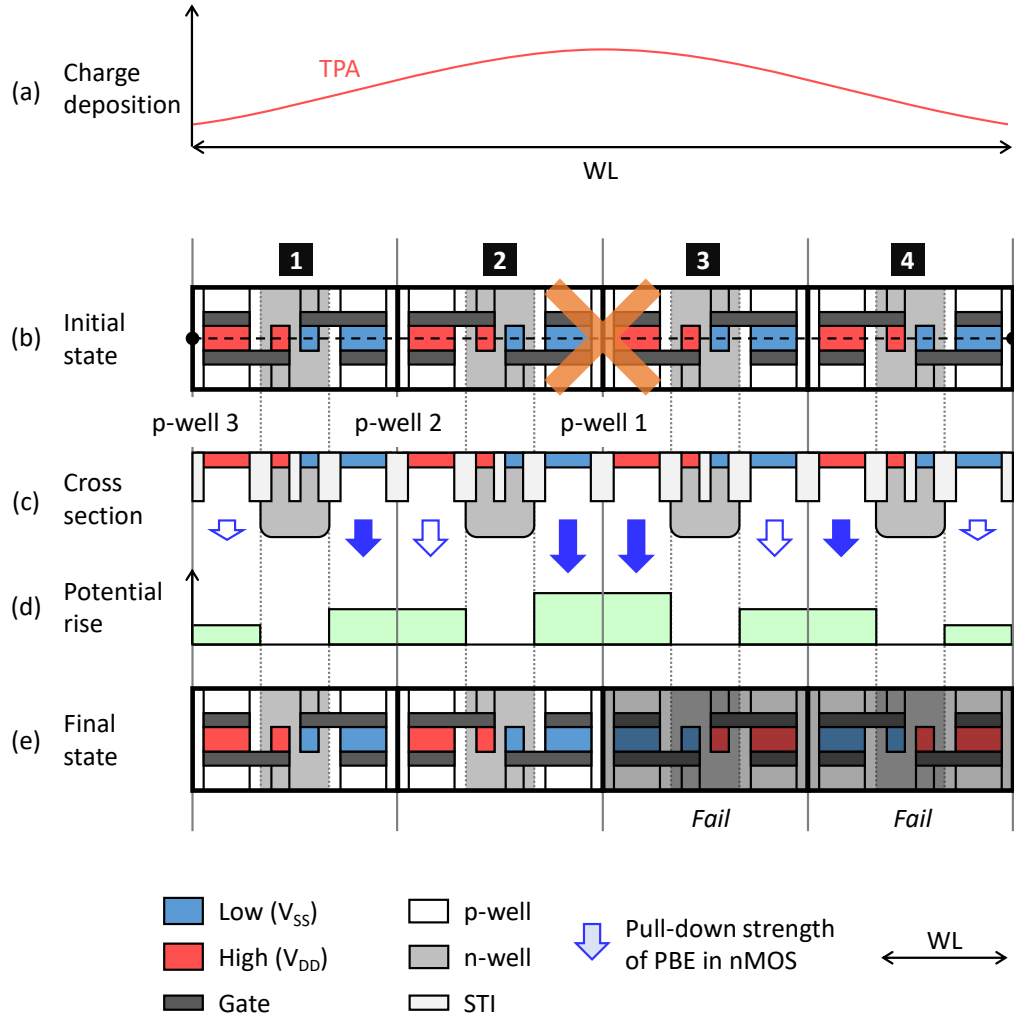 (a) Charge deposition
TPA
WL
1 2 3 4
(b) Initial state
p-well 3 p-well 2 p-well 1
(c) Cross section
(d) Potential rise
(e) Final state
Fail Fail
Low (VSS)
High (VDD)
Gate
p-well
n-well
STI
Pull-down strength
of PBE in nMOS
WL